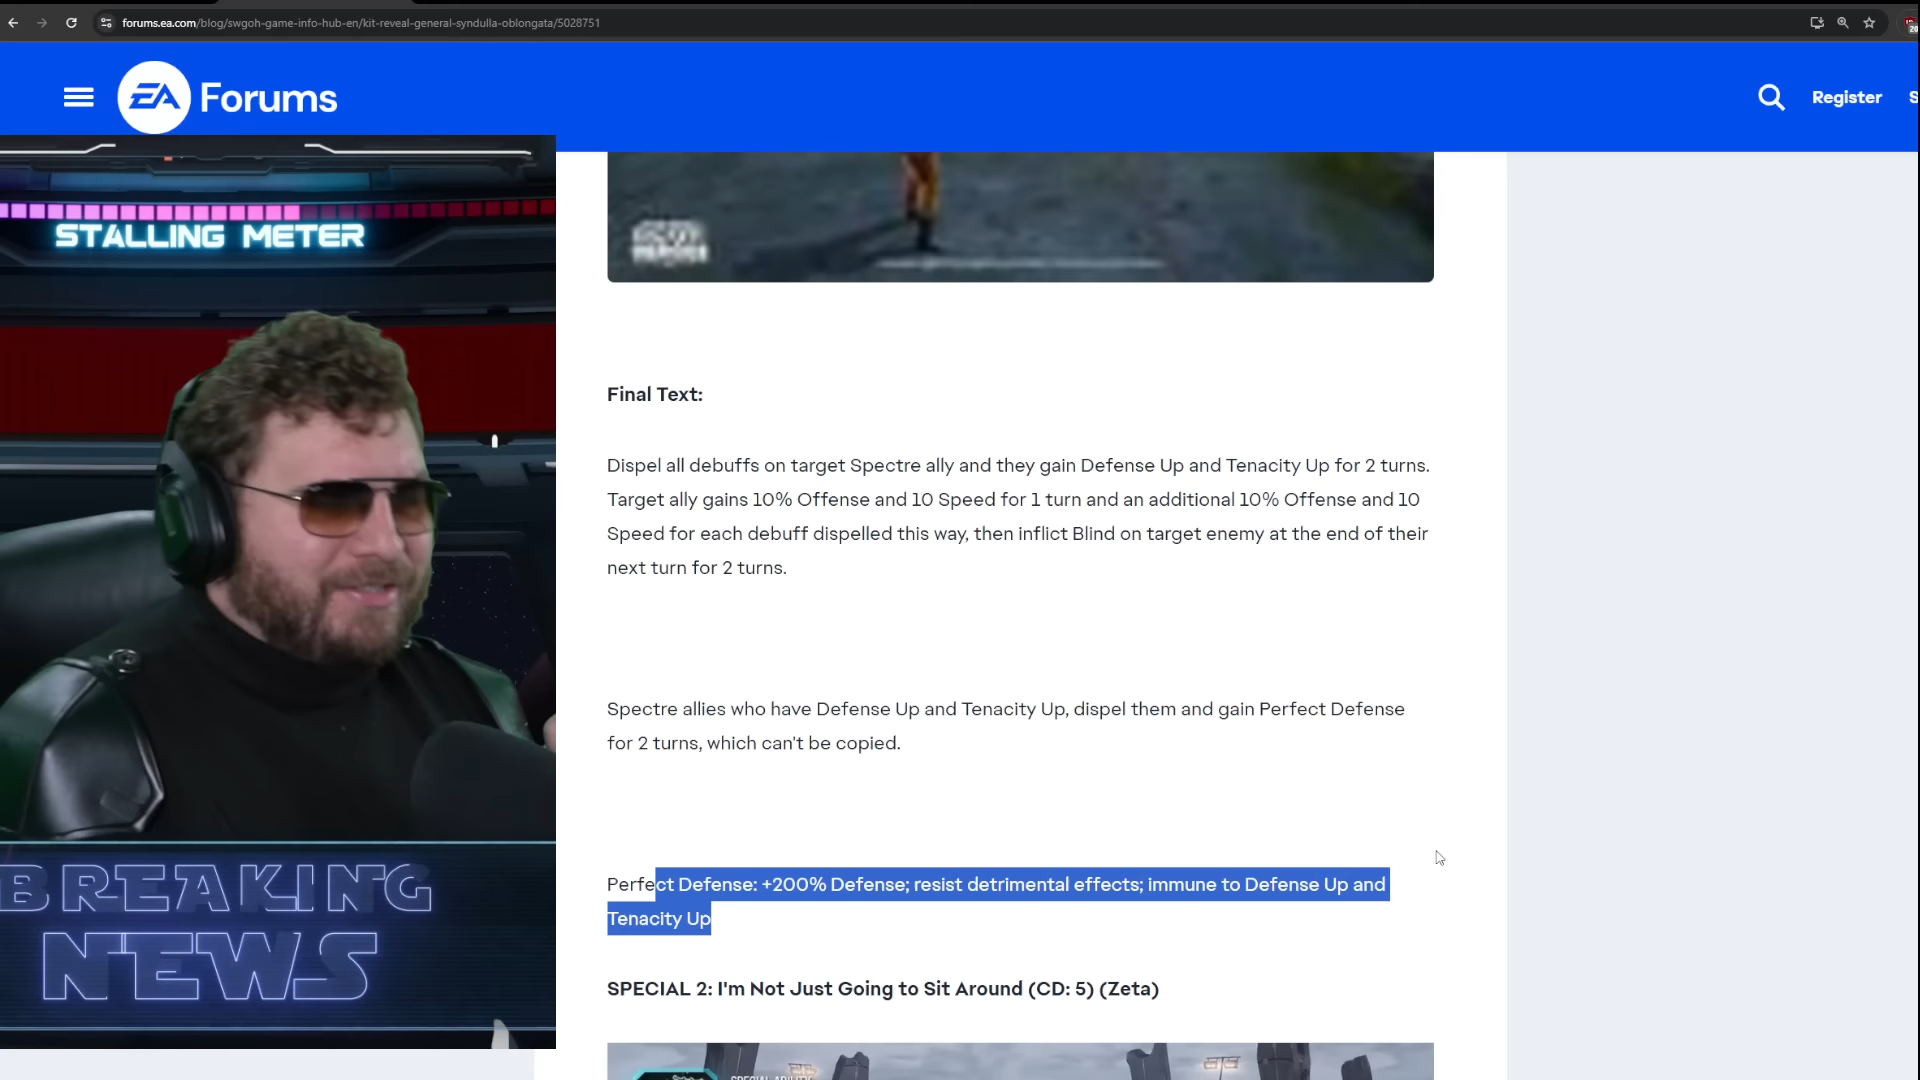 forums.ea.com/blog/swgoh-game-info-hub-en/kit-reveal-general-syndulla-oblongata/5028751
20
EA Forums
Register
S
STALLING METER
Final Text:
Dispel all debuffs on target Spectre ally and they gain Defense Up and Tenacity Up for 2 turns.
Target ally gains 10% Offense and 10 Speed for 1 turn and an additional 10% Offense and 10
Speed for each debuff dispelled this way, then inflict Blind on target enemy at the end of their
next turn for 2 turns.
Spectre allies who have Defense Up and Tenacity Up, dispel them and gain Perfect Defense
for 2 turns, which can't be copied.
Perfect Defense: +200% Defense; resist detrimental effects; immune to Defense Up and
Tenacity Up
BREAKING
NEWS
SPECIAL 2: I'm Not Just Going to Sit Around (CD: 5) (Zeta)
SPECIAL ABILITY